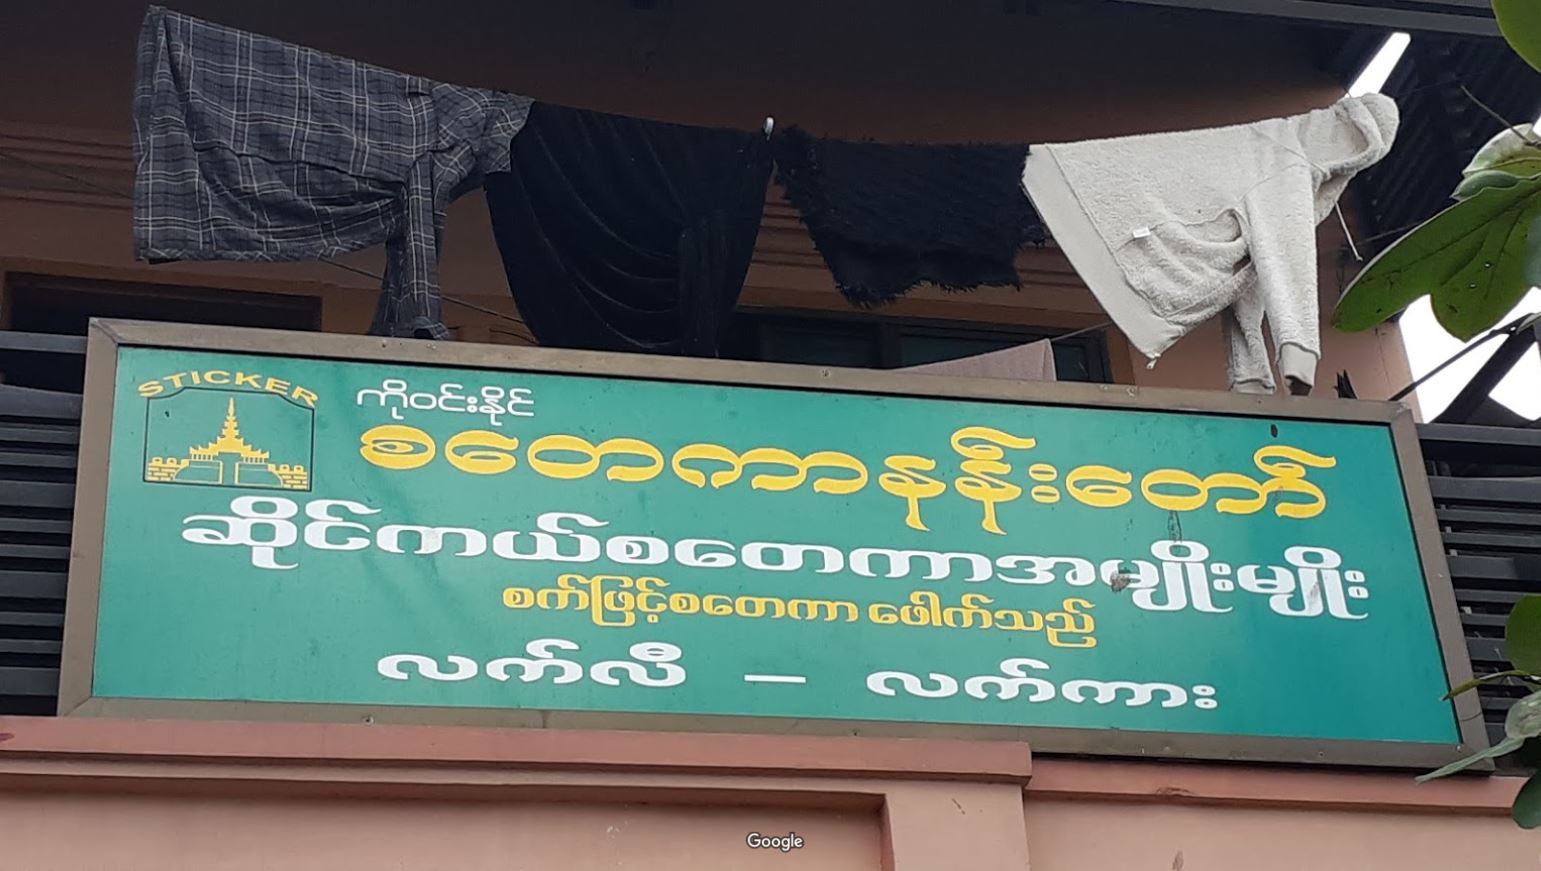 STICKER
ကိုဝင်းနိုင်
စတေကာနန်းတော်
ဆိုင်ကယ်စတေကာအမျိုးမျိုး
စက်ဖြင့်စတေကာ ဖေါက်သည်
လက်လီ – လက်ကား
Google